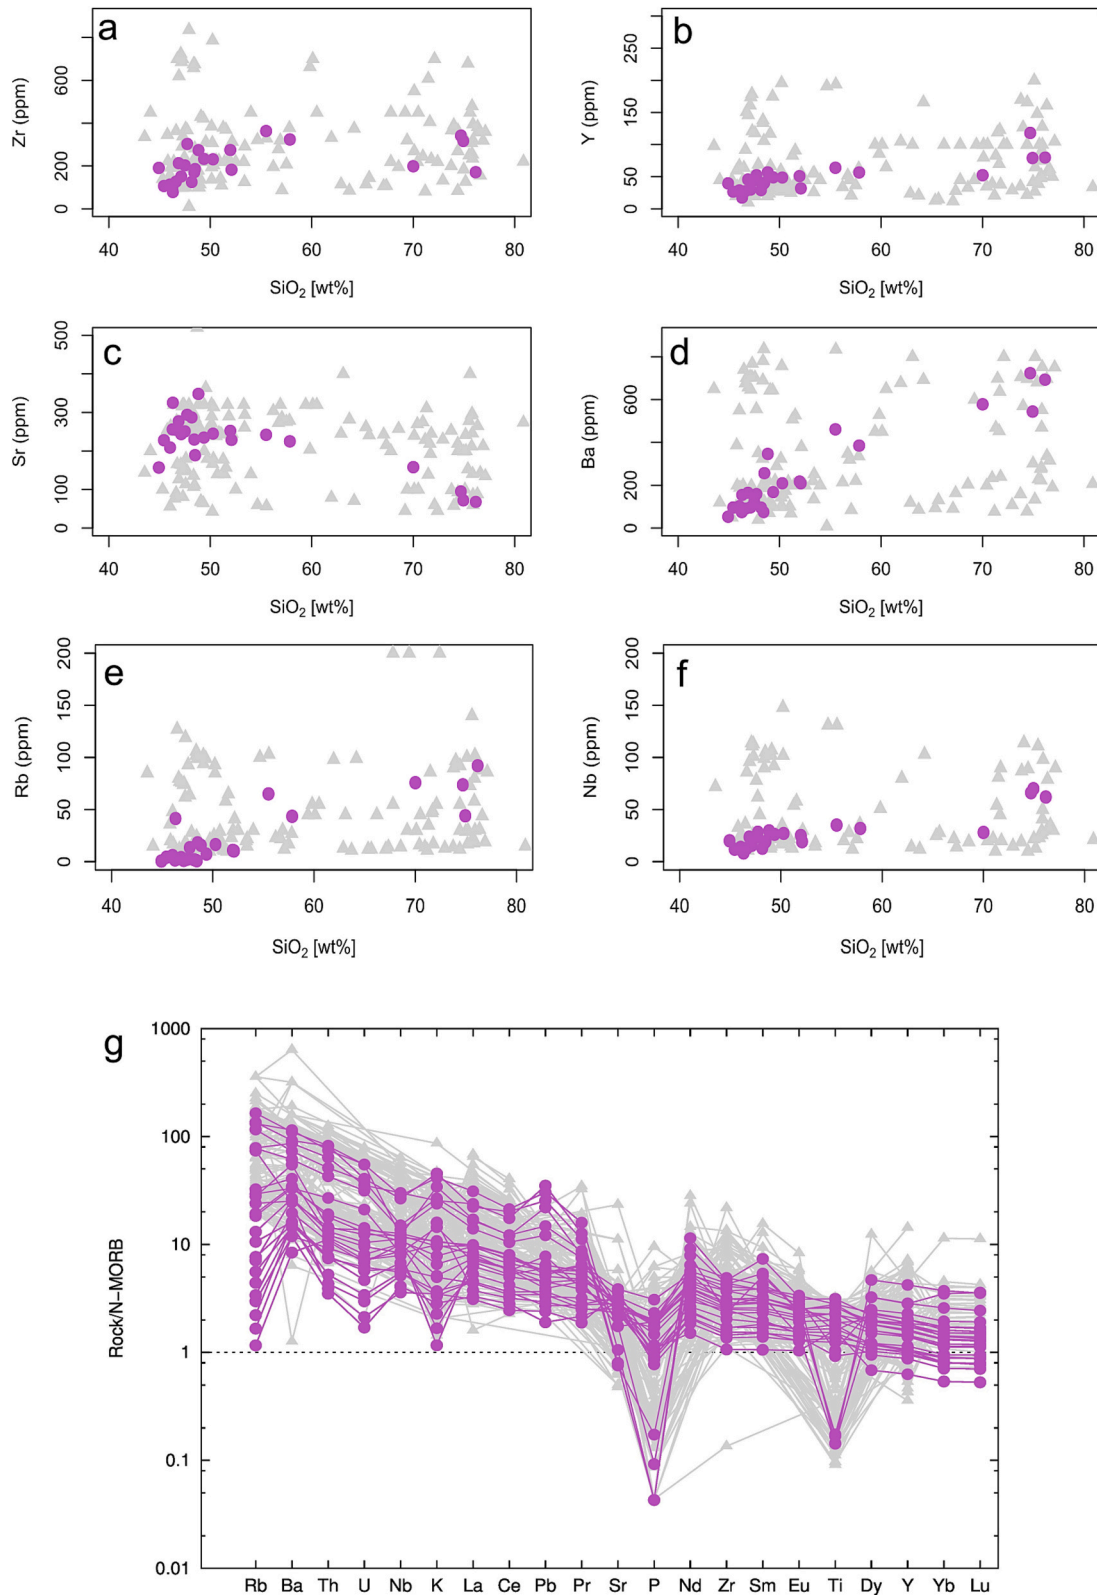 a
Zr (ppm)
0 200 600
40 50 60 70 80
SiO2 [wt%]
b
Y (ppm)
0 50 150 250
40 50 60 70 80
SiO2 [wt%]
c
Sr (ppm)
0 100 300 500
40 50 60 70 80
SiO2 [wt%]
d
Ba (ppm)
0 200 600
40 50 60 70 80
SiO2 [wt%]
e
Rb (ppm)
0 50 100 150 200
40 50 60 70 80
SiO2 [wt%]
f
Nb (ppm)
0 50 100 150 200
40 50 60 70 80
SiO2 [wt%]
g
Rock/N-MORB
1000
100
10
1
0.1
0.01
Rb Ba Th U Nb K La Ce Pb Pr Sr P Nd Zr Sm Eu Ti Dy Y Yb Lu